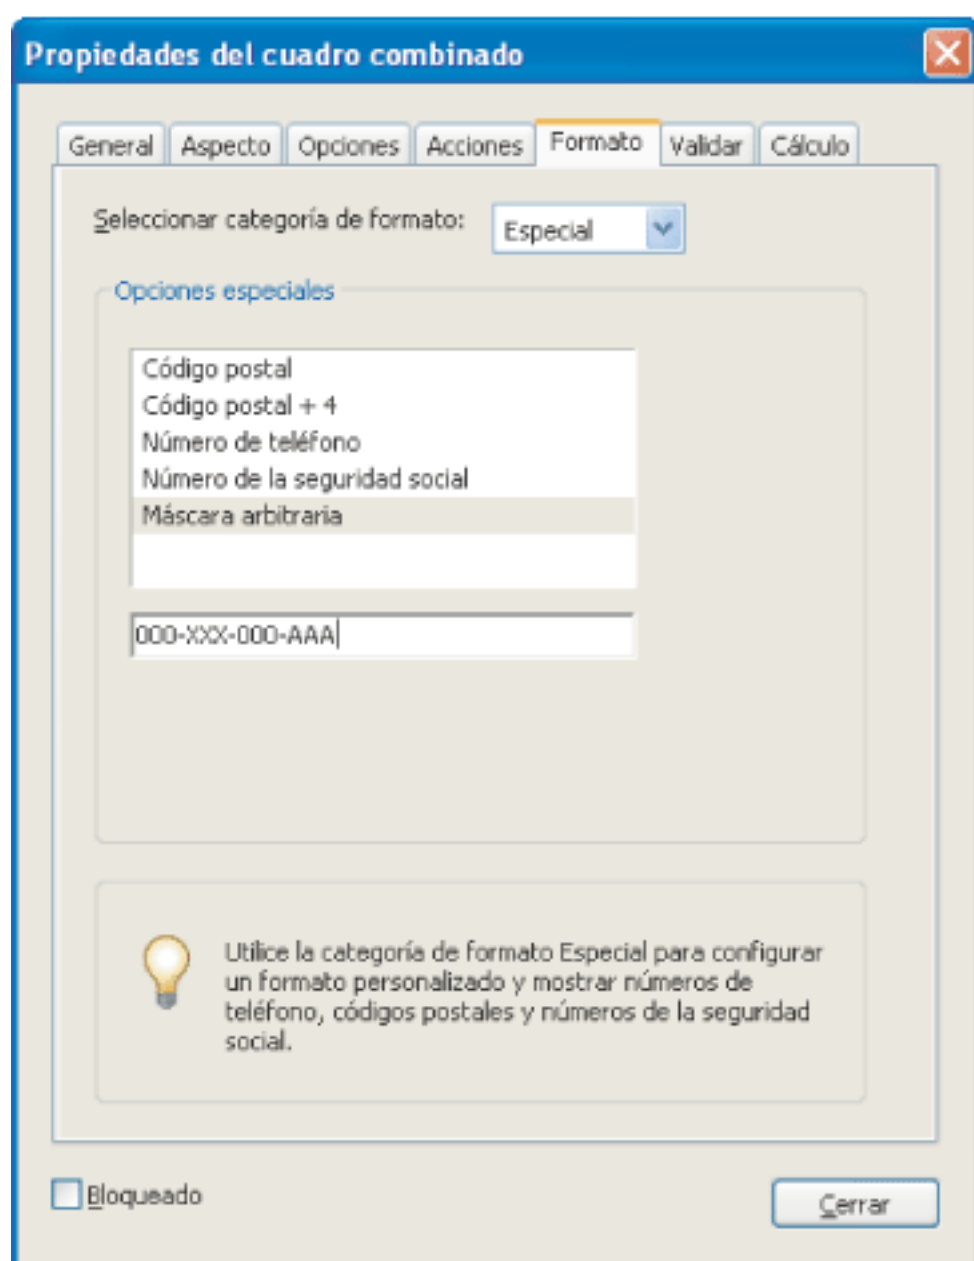 Propiedades del cuadro combinado
General Aspecto Opciones Acciones Formato Validar Cálculo
Seleccionar categoría de formato: Especial
Opciones especiales
Código postal
Código postal + 4
Número de teléfono
Número de la seguridad social
Máscara arbitraria
000-XXX-000-AAA
Utilice la categoría de formato Especial para configurar
un formato personalizado y mostrar números de
teléfono, códigos postales y números de la seguridad
social.
Bloqueado
Cerrar